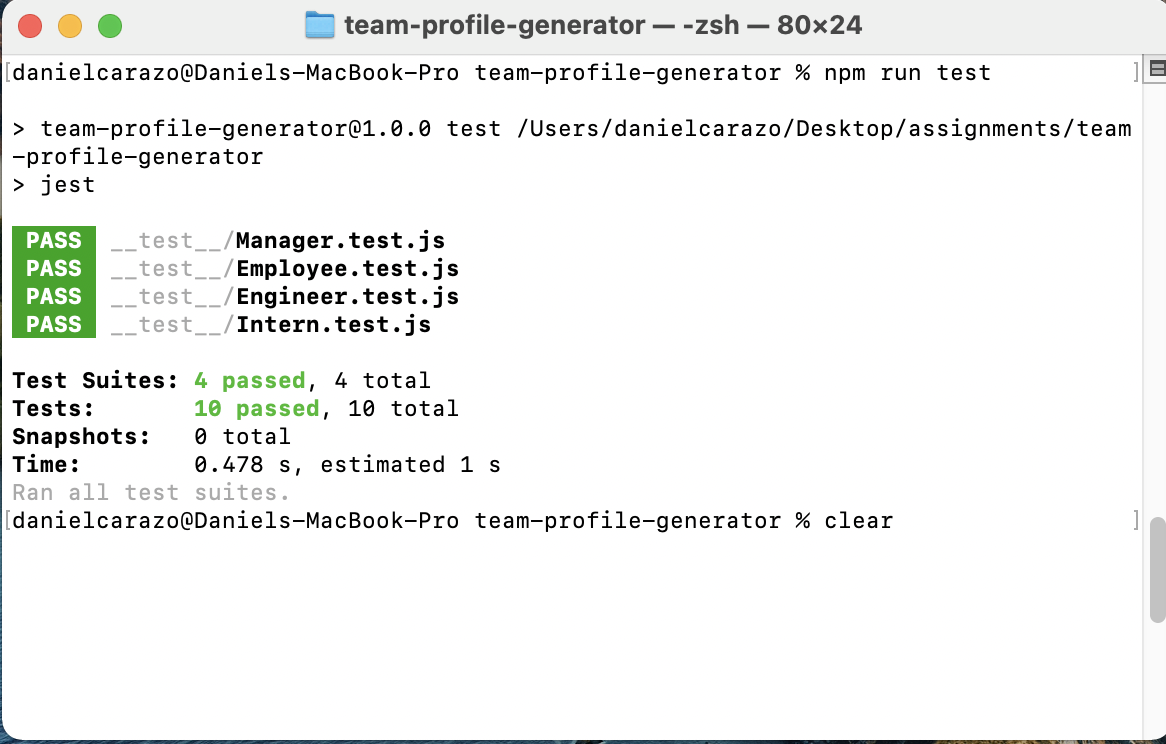 team-profile-generator — -zsh — 80×24
[danielcarazo@Daniels-MacBook-Pro team-profile-generator % npm run test ]
> team-profile-generator@1.0.0 test /Users/danielcarazo/Desktop/assignments/team
-profile-generator
> jest
PASS __test__/Manager.test.js
PASS __test__/Employee.test.js
PASS __test__/Engineer.test.js
PASS __test__/Intern.test.js
Test Suites: 4 passed, 4 total
Tests: 10 passed, 10 total
Snapshots: 0 total
Time: 0.478 s, estimated 1 s
Ran all test suites.
[danielcarazo@Daniels-MacBook-Pro team-profile-generator % clear ]